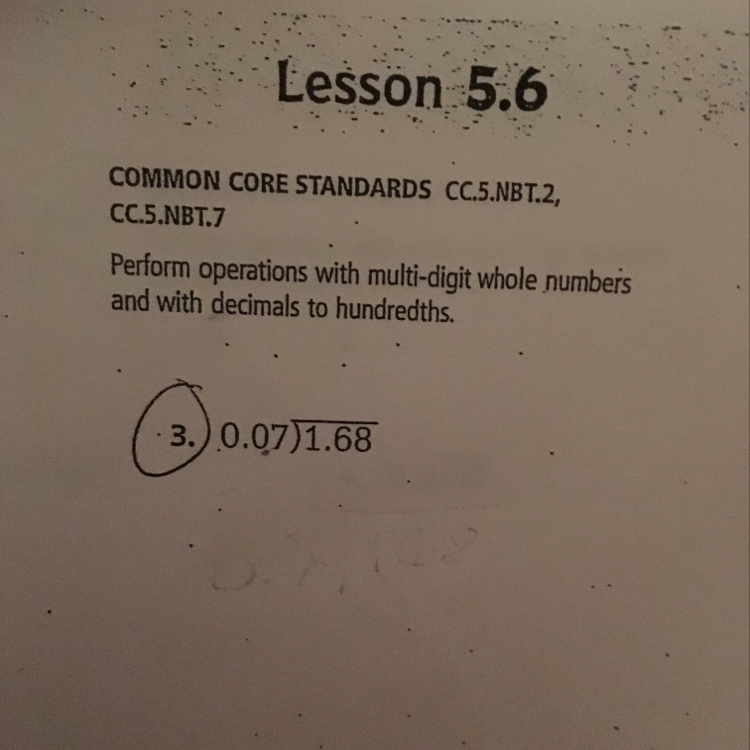 Lesson 5.6
COMMON CORE STANDARDS CC.5.NBT.2,
CC.5.NBT.7
Perform operations with multi-digit whole numbers
and with decimals to hundredths.
3. 0.07)1.68